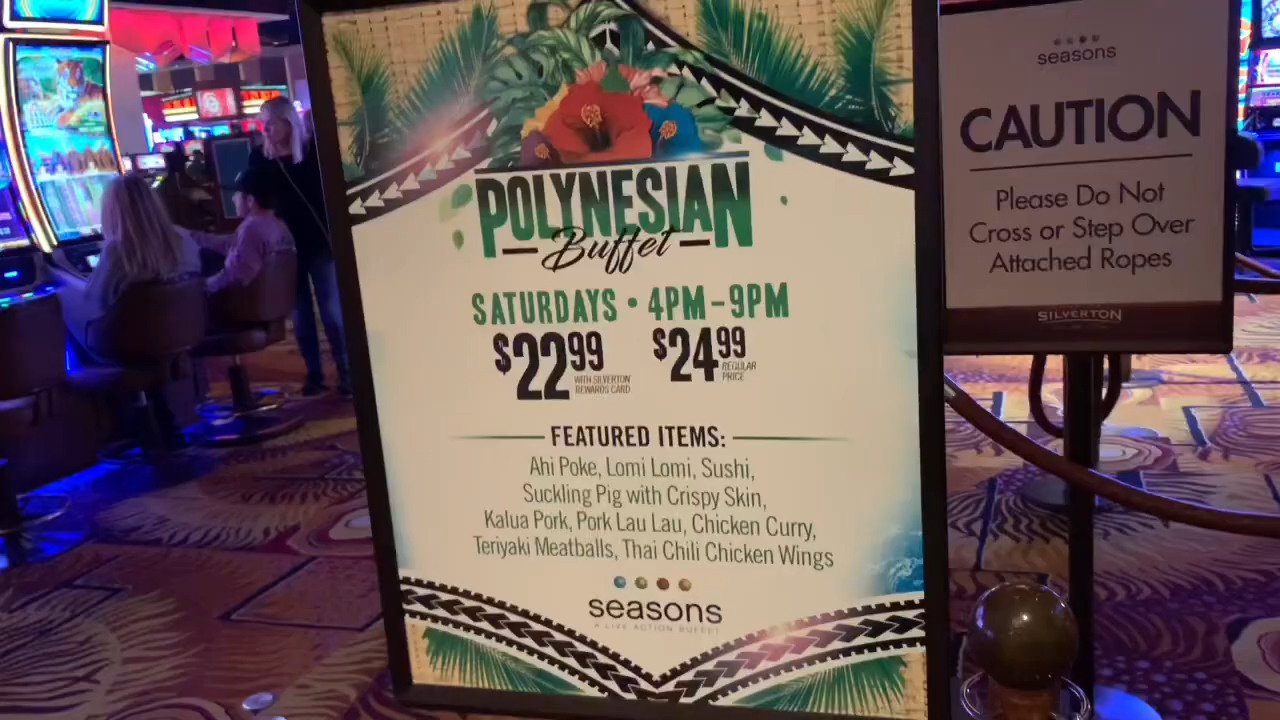 POLYNESIAN
Buffet
SATURDAYS • 4PM – 9PM
$22.99 WITH SILVERTON REWARDS CARD
$24.99 REGULAR PRICE
FEATURED ITEMS:
Ahi Poke, Lomi Lomi, Sushi,
Suckling Pig with Crispy Skin,
Kalua Pork, Pork Lau Lau, Chicken Curry,
Teriyaki Meatballs, Thai Chili Chicken Wings
seasons
A LIVE ACTION BUFFET
seasons
CAUTION
Please Do Not
Cross or Step Over
Attached Ropes
SILVERTON